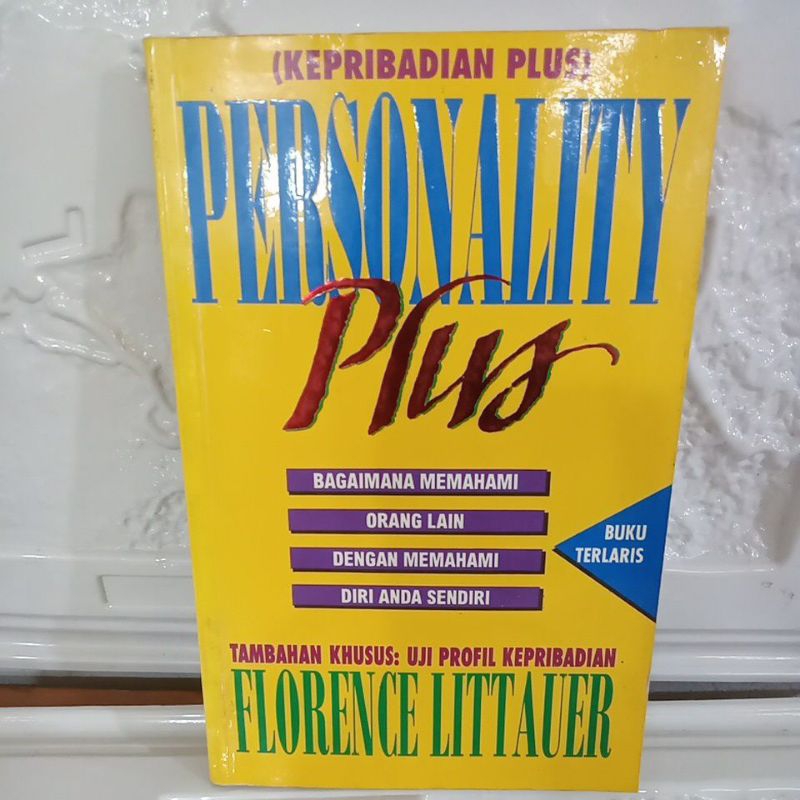 (KEPRIBADIAN PLUS)
PERSONALITY
Plus
BAGAIMANA MEMAHAMI
ORANG LAIN
DENGAN MEMAHAMI
DIRI ANDA SENDIRI
BUKU
TERLARIS
TAMBAHAN KHUSUS: UJI PROFIL KEPRIBADIAN
FLORENCE LITTAUER